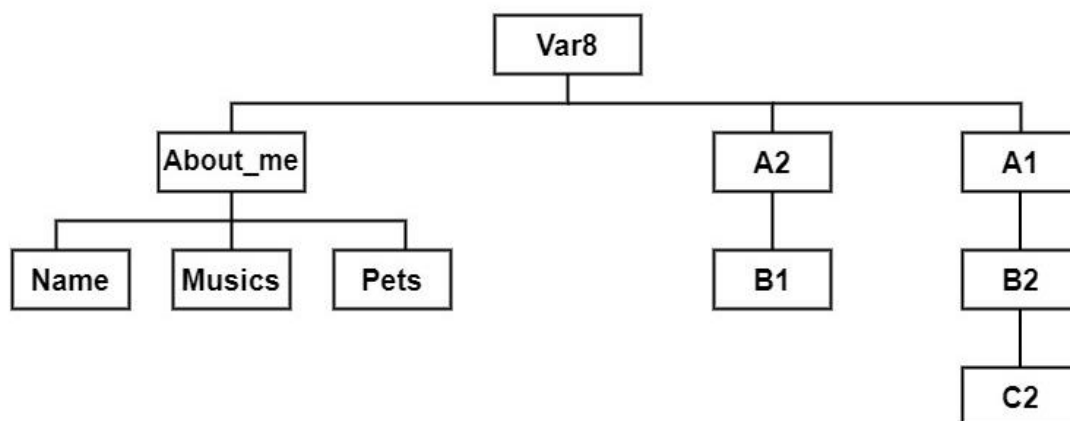 Var8
About_me
A2
A1
Name
Musics
Pets
B1
B2
C2